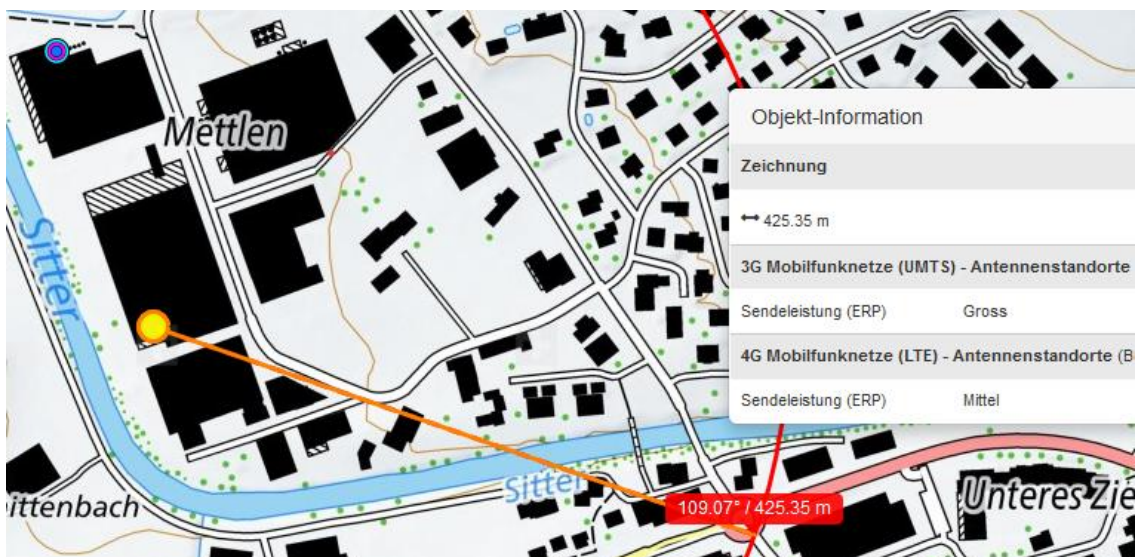 Mettlen
Sitter
Sitter
ittenbach
Unteres Zie
109.07° / 425.35 m
Objekt-Information
Zeichnung
425.35 m
3G Mobilfunknetze (UMTS) - Antennenstandorte
Sendeleistung (ERP) Gross
4G Mobilfunknetze (LTE) - Antennenstandorte (B
Sendeleistung (ERP) Mittel